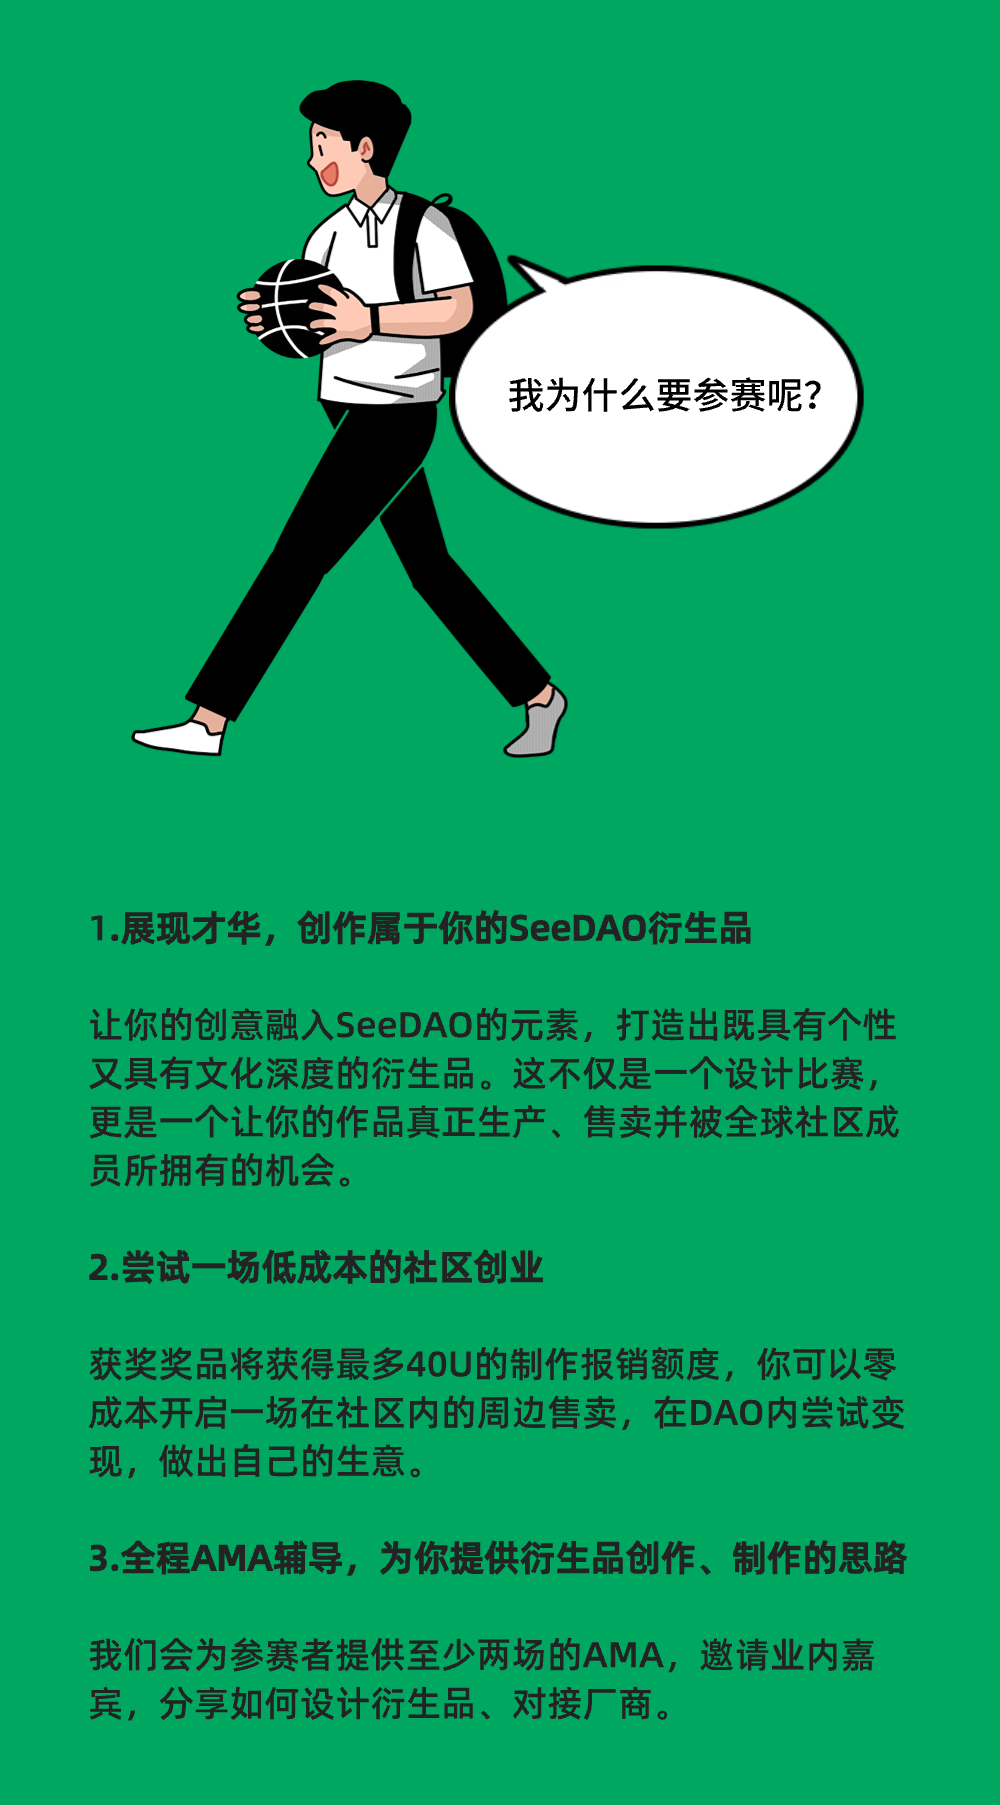 我为什么要参赛呢？
1.展现才华，创作属于你的SeeDAO衍生品
让你的创意融入SeeDAO的元素，打造出既具有个性
又具有文化深度的衍生品。这不仅是一个设计比赛，
更是一个让你的作品真正生产、售卖并被全球社区成
员所拥有的机会。
2.尝试一场低成本的社区创业
获奖奖品将获得最多40U的制作报销额度，你可以零
成本开启一场在社区内的周边售卖，在DAO内尝试变
现，做出自己的生意。
3.全程AMA辅导，为你提供衍生品创作、制作的思路
我们会为参赛者提供至少两场的AMA，邀请业内嘉
宾，分享如何设计衍生品、对接厂商。